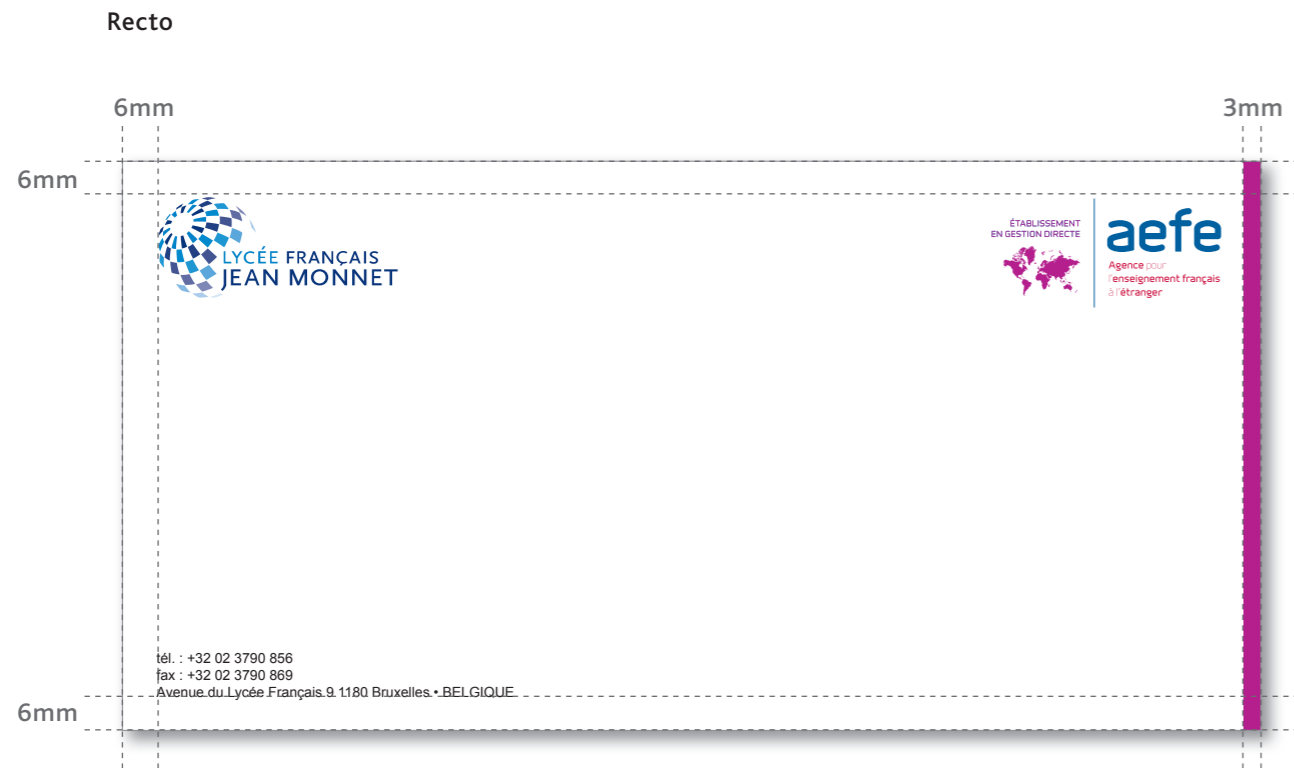 Recto
6mm
3mm
6mm
LYCÉE FRANÇAIS
JEAN MONNET
ÉTABLISSEMENT
EN GESTION DIRECTE
aefe
Agence pour
l'enseignement français
à l'étranger
tél. : +32 02 3790 856
fax : +32 02 3790 869
Avenue du Lycée Français 9 1180 Bruxelles • BELGIQUE
6mm